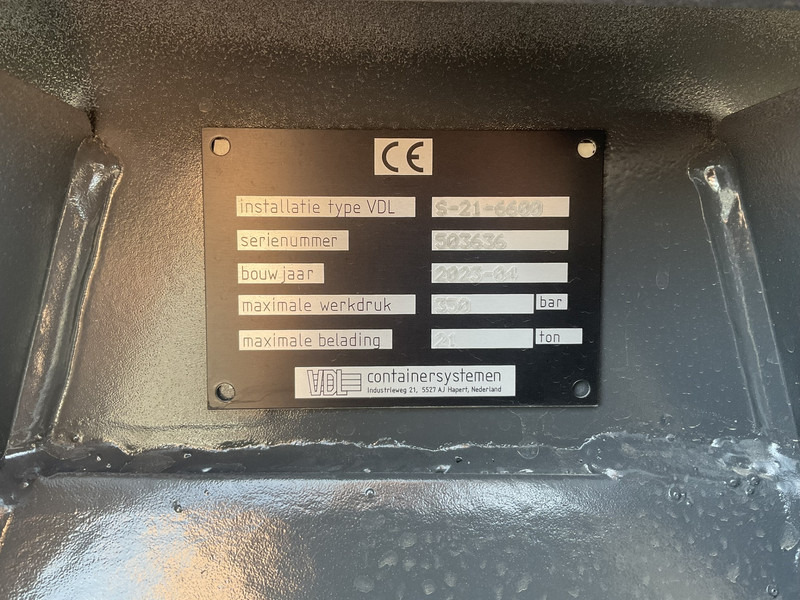 CE
installatie type VDL S-21-6600
serienummer 503636
bouwjaar 2023-04
maximale werkdruk 350 bar
maximale belading 21 ton
VDL containersystemen
Industrieweg 21, 5527 AJ Hapert, Nederland